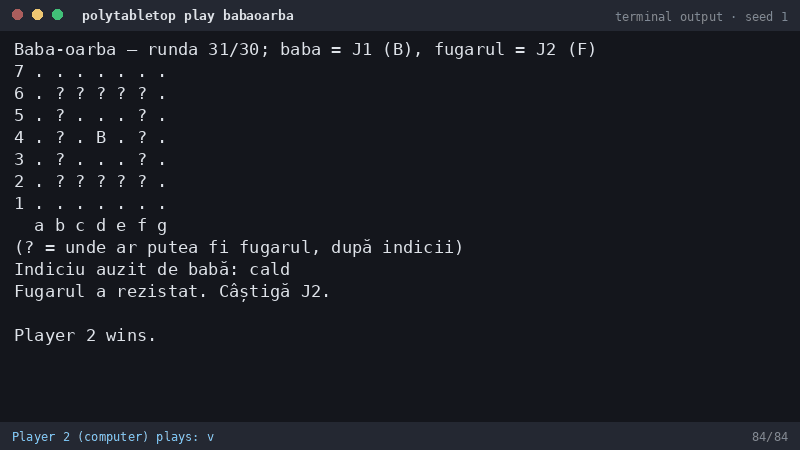 polytabletop play babaoarba
terminal output · seed 1
Baba-oarba — runda 31/30; baba = J1 (B), fugarul = J2 (F)
7 . . . . . . .
6 . ? ? ? ? ? .
5 . ? . . . ? .
4 . ? . B . ? .
3 . ? . . . ? .
2 . ? ? ? ? ? .
1 . . . . . . .
  a b c d e f g
(? = unde ar putea fi fugarul, după indicii)
Indiciu auzit de babă: cald
Fugarul a rezistat. Câștigă J2.
Player 2 wins.
Player 2 (computer) plays: v
84/84